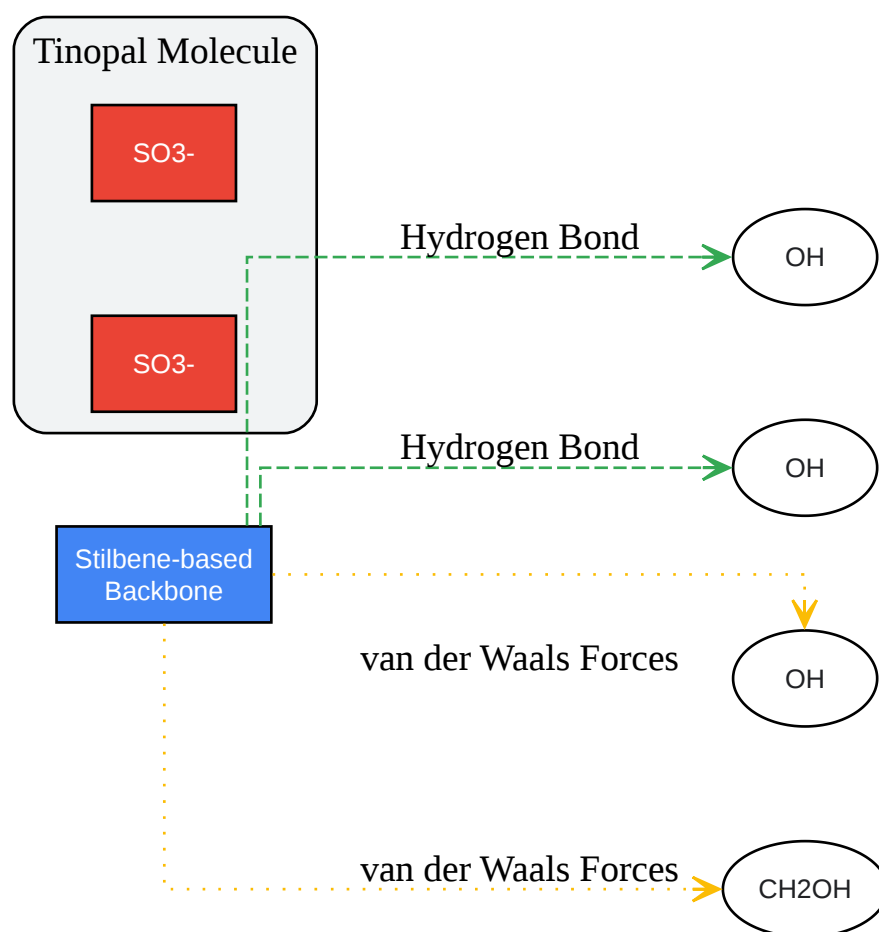 Tinopal Molecule
SO3-
Hydrogen Bond
OH
SO3-
Hydrogen Bond
OH
Stilbene-based
Backbone
van der Waals Forces
OH
van der Waals Forces
CH2OH